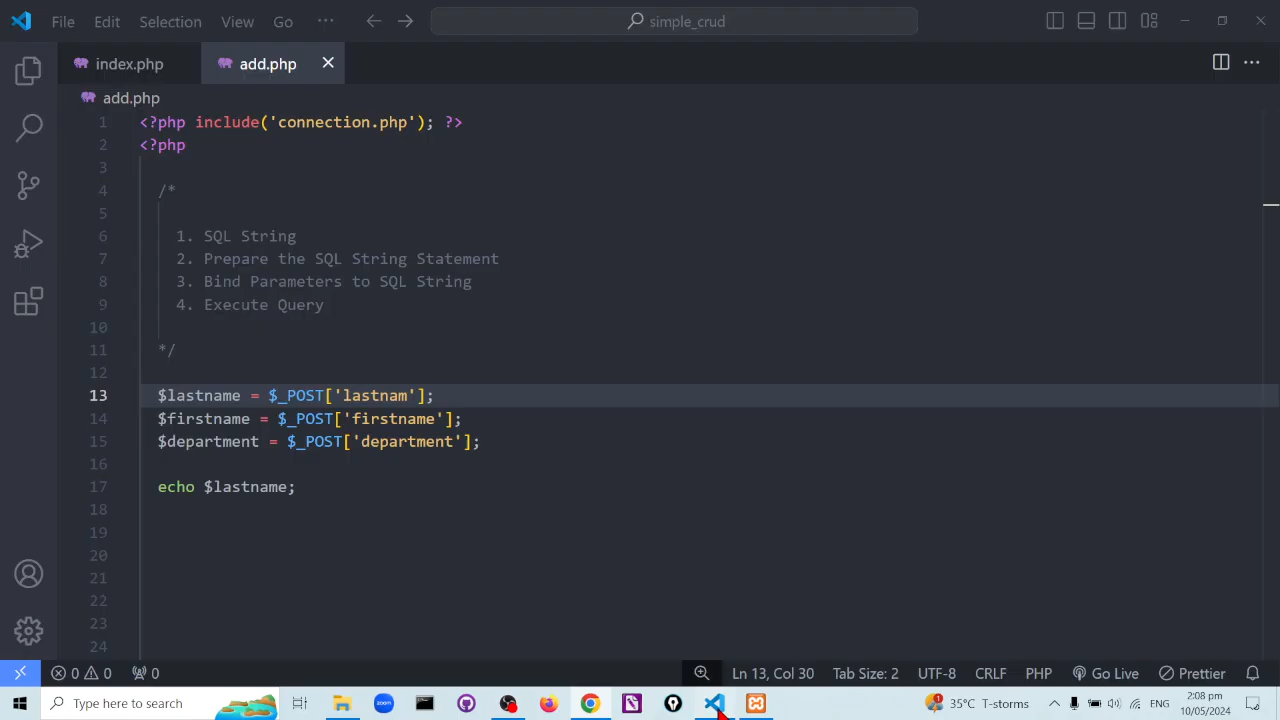 File Edit Selection View Go ··· simple_crud
index.php add.php
add.php
1 <?php include('connection.php'); ?>
2 <?php
3
4 /*
5
6 1. SQL String
7 2. Prepare the SQL String Statement
8 3. Bind Parameters to SQL String
9 4. Execute Query
10
11 */
12
13 $lastname = $_POST['lastnam'];
14 $firstname = $_POST['firstname'];
15 $department = $_POST['department'];
16
17 echo $lastname;
18
19
20
21
22
23
24
0 0 0 Ln 13, Col 30 Tab Size: 2 UTF-8 CRLF PHP Go Live Prettier
Type here to search zoom 1 33°C T-storms ENG 2:08 pm
10/05/2024